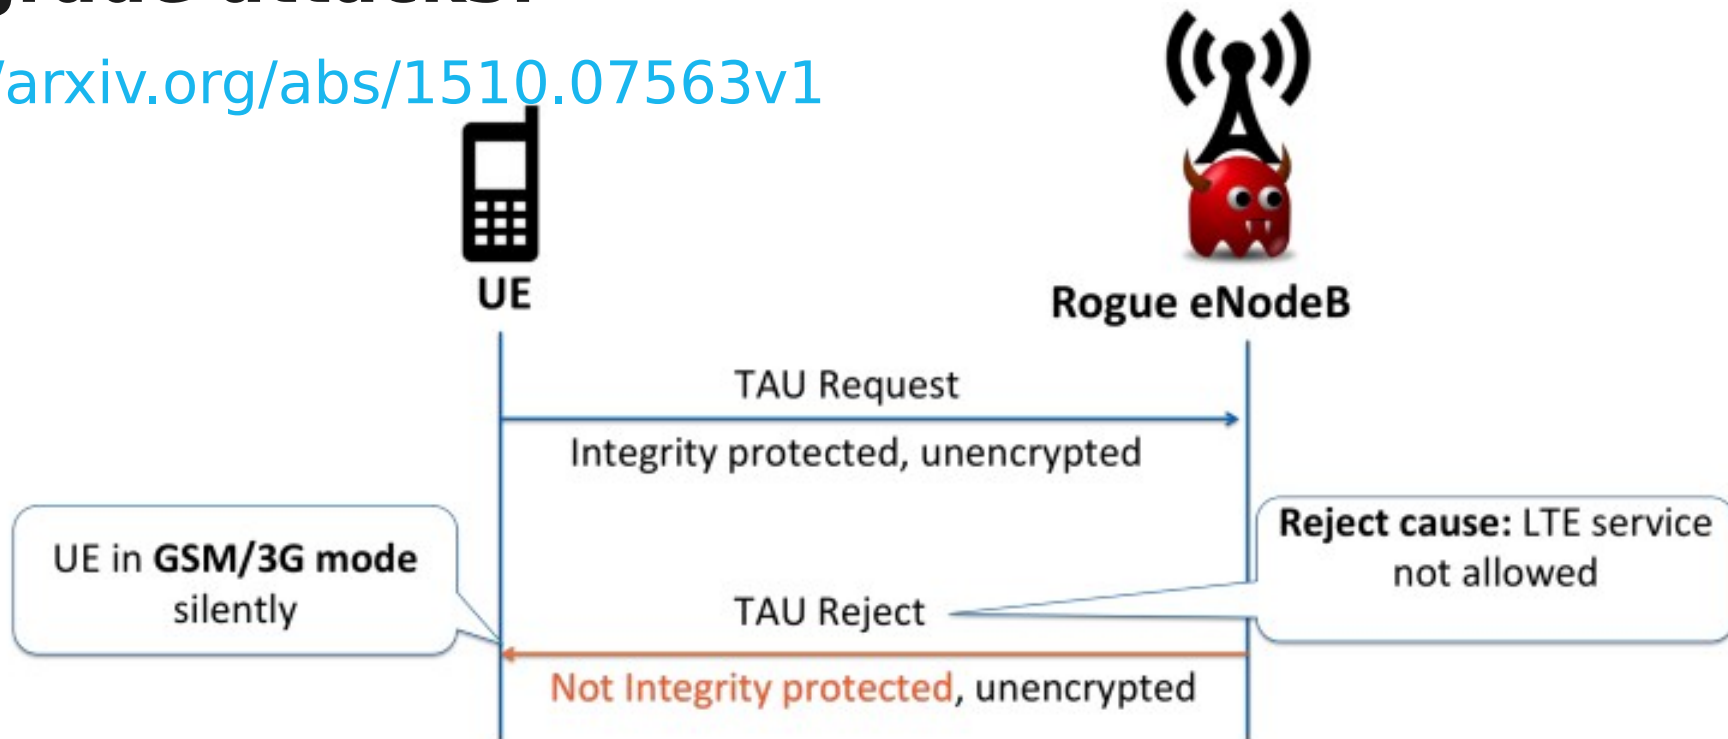 attacks.
/arxiv.org/abs/1510.07563v1
UE
Rogue eNodeB
TAU Request
Integrity protected, unencrypted
Reject cause: LTE service
not allowed
UE in GSM/3G mode
silently
TAU Reject
Not Integrity protected, unencrypted